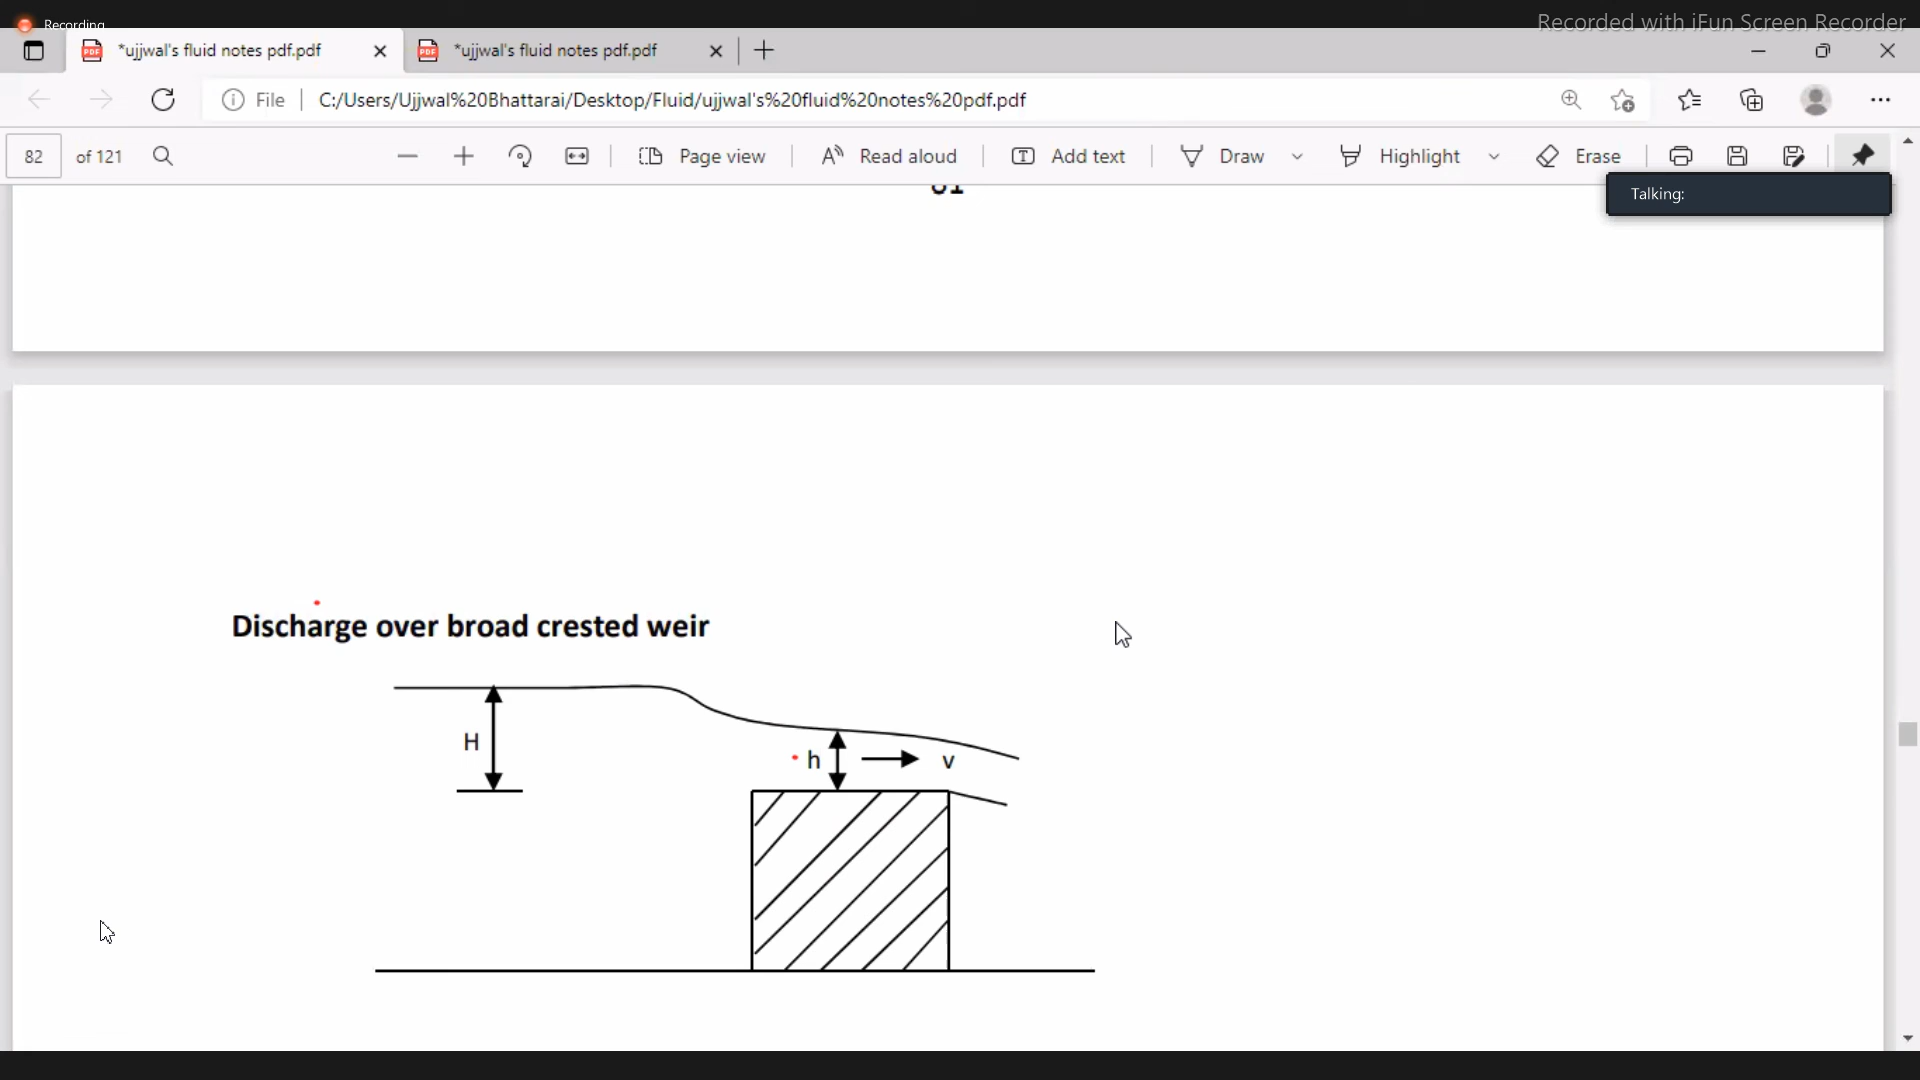 Recording
Recorded with iFun Screen Recorder
*ujjwal's fluid notes pdf.pdf
*ujjwal's fluid notes pdf.pdf
File
C:/Users/Ujjwal%20Bhattarai/Desktop/Fluid/ujjwal's%20fluid%20notes%20pdf.pdf
82 of 121
Page view
Read aloud
Add text
Draw
Highlight
Erase
Talking:
81
Discharge over broad crested weir
H
h
v